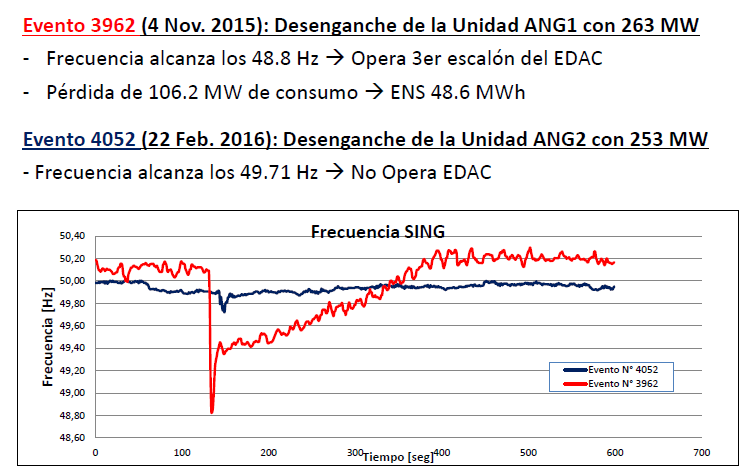 Evento 3962 (4 Nov. 2015): Desenganche de la Unidad ANG1 con 263 MW
- Frecuencia alcanza los 48.8 Hz → Opera 3er escalón del EDAC
- Pérdida de 106.2 MW de consumo → ENS 48.6 MWh
Evento 4052 (22 Feb. 2016): Desenganche de la Unidad ANG2 con 253 MW
- Frecuencia alcanza los 49.71 Hz → No Opera EDAC
Frecuencia SING
50,40
50,20
50,00
49,80
49,60
49,40
49,20
49,00
48,80
48,60
Frecuencia [Hz]
Evento N° 4052
Evento N° 3962
0 100 200 300 400 500 600 700
Tiempo [seg]